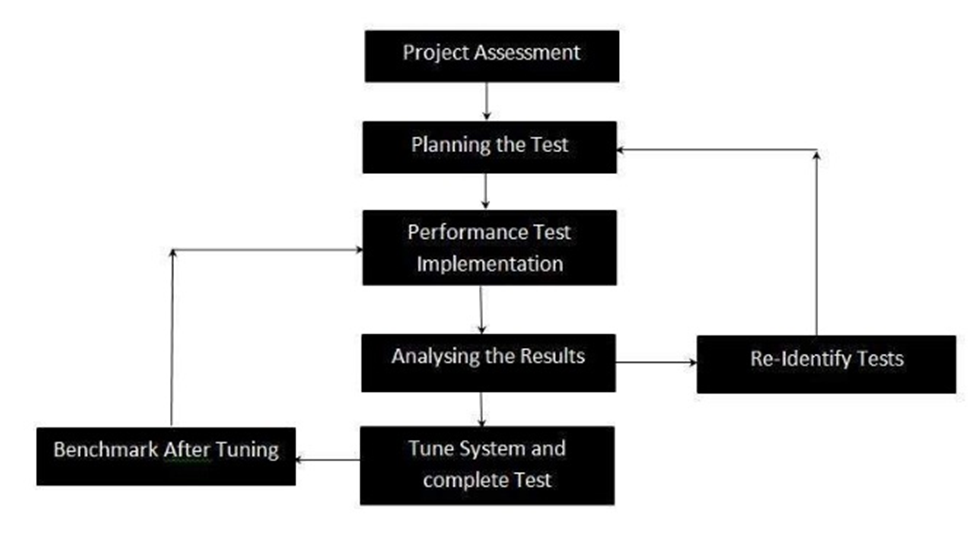 Project Assessment
Planning the Test
Performance Test
Implementation
Analysing the Results
Re-Identify Tests
Tune System and
complete Test
Benchmark After Tuning